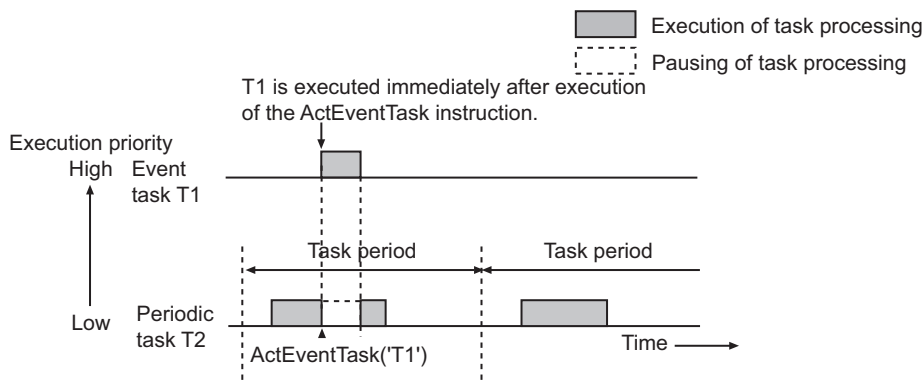 Execution of task processing
Pausing of task processing
T1 is executed immediately after execution
of the ActEventTask instruction.
Execution priority
High
Event
task T1
Task period
Task period
Low
Periodic
task T2
ActEventTask('T1')
Time